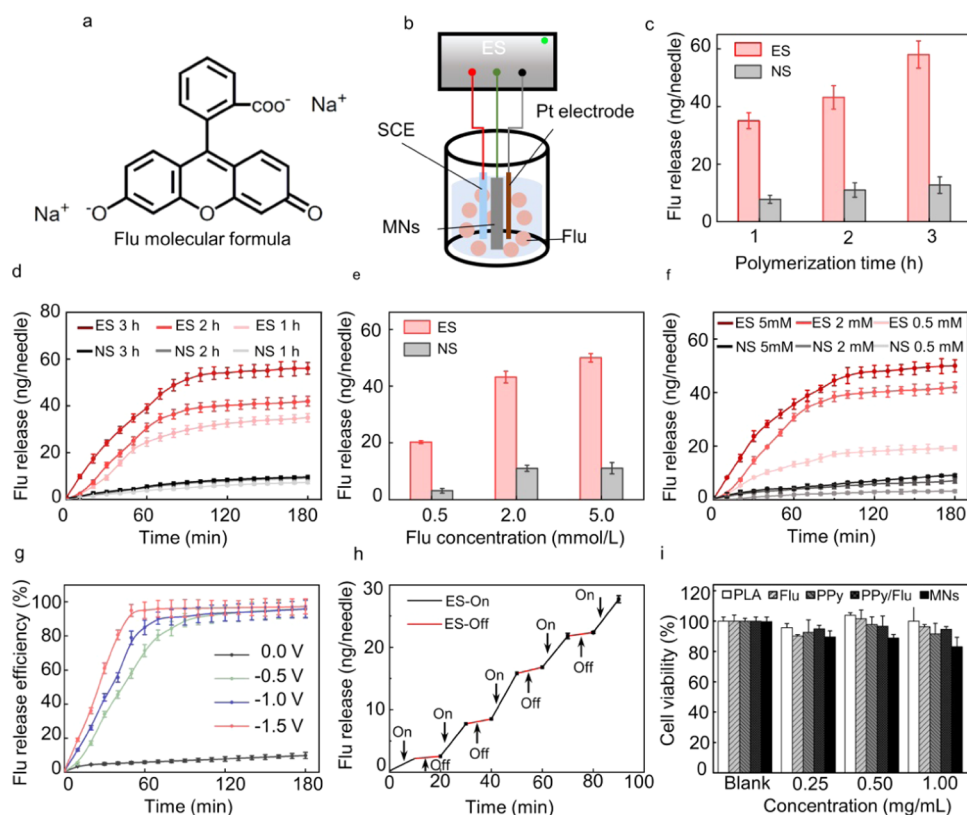 a
COO⁻
Na⁺
Na⁺
⁻O
O
O
Flu molecular formula
b
ES
SCE
Pt electrode
MNs
Flu
c
ES
NS
Flu release (ng/needle)
60
40
20
0
1 2 3
Polymerization time (h)
d
Flu release (ng/needle)
80
60
40
20
0
ES 3 h ES 2 h ES 1 h
NS 3 h NS 2 h NS 1 h
0 60 120 180
Time (min)
e
Flu release (ng/needle)
60
40
20
0
ES
NS
0.5 2.0 5.0
Flu concentration (mmol/L)
f
Flu release (ng/needle)
60
40
20
0
ES 5mM ES 2 mM ES 0.5 mM
NS 5mM NS 2 mM NS 0.5 mM
0 60 120 180
Time (min)
g
Flu release efficiency (%)
100
80
60
40
20
0
0.0 V
-0.5 V
-1.0 V
-1.5 V
0 60 120 180
Time (min)
h
Flu release (ng/needle)
30
20
10
0
ES-On
ES-Off
On
On
On
On
On
Off
Off
Off
Off
0 20 40 60 80
Time (min)
i
Cell viability (%)
120
100
80
60
40
20
0
PLA Flu PPy PPy/Flu MNs
Blank 0.25 0.50 1.00
Concentration (mg/mL)